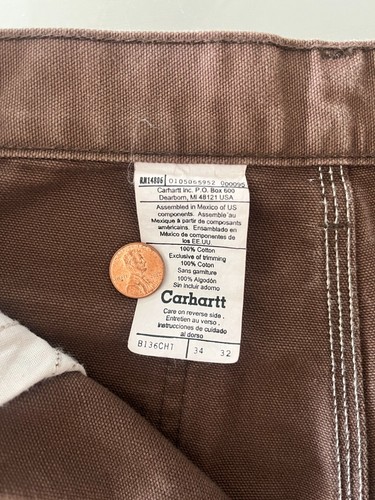 RN14806 0105066952 000095
Carhartt Inc. P.O. Box 600
Dearborn, MI 48121 USA
Assembled in Mexico of US
components. Assemble au
Mexique à partir de composants
américains. Ensamblado en
México de componentes de
los EE.UU.
100% Cotton
Exclusive of trimming
100% Coton
Sans garniture
100% Algodón
Sin incluir adorno
Carhartt
Care on reverse side.
Entretien au verso.
Instrucciones de cuidado
al dorso
B136CHT 34 32